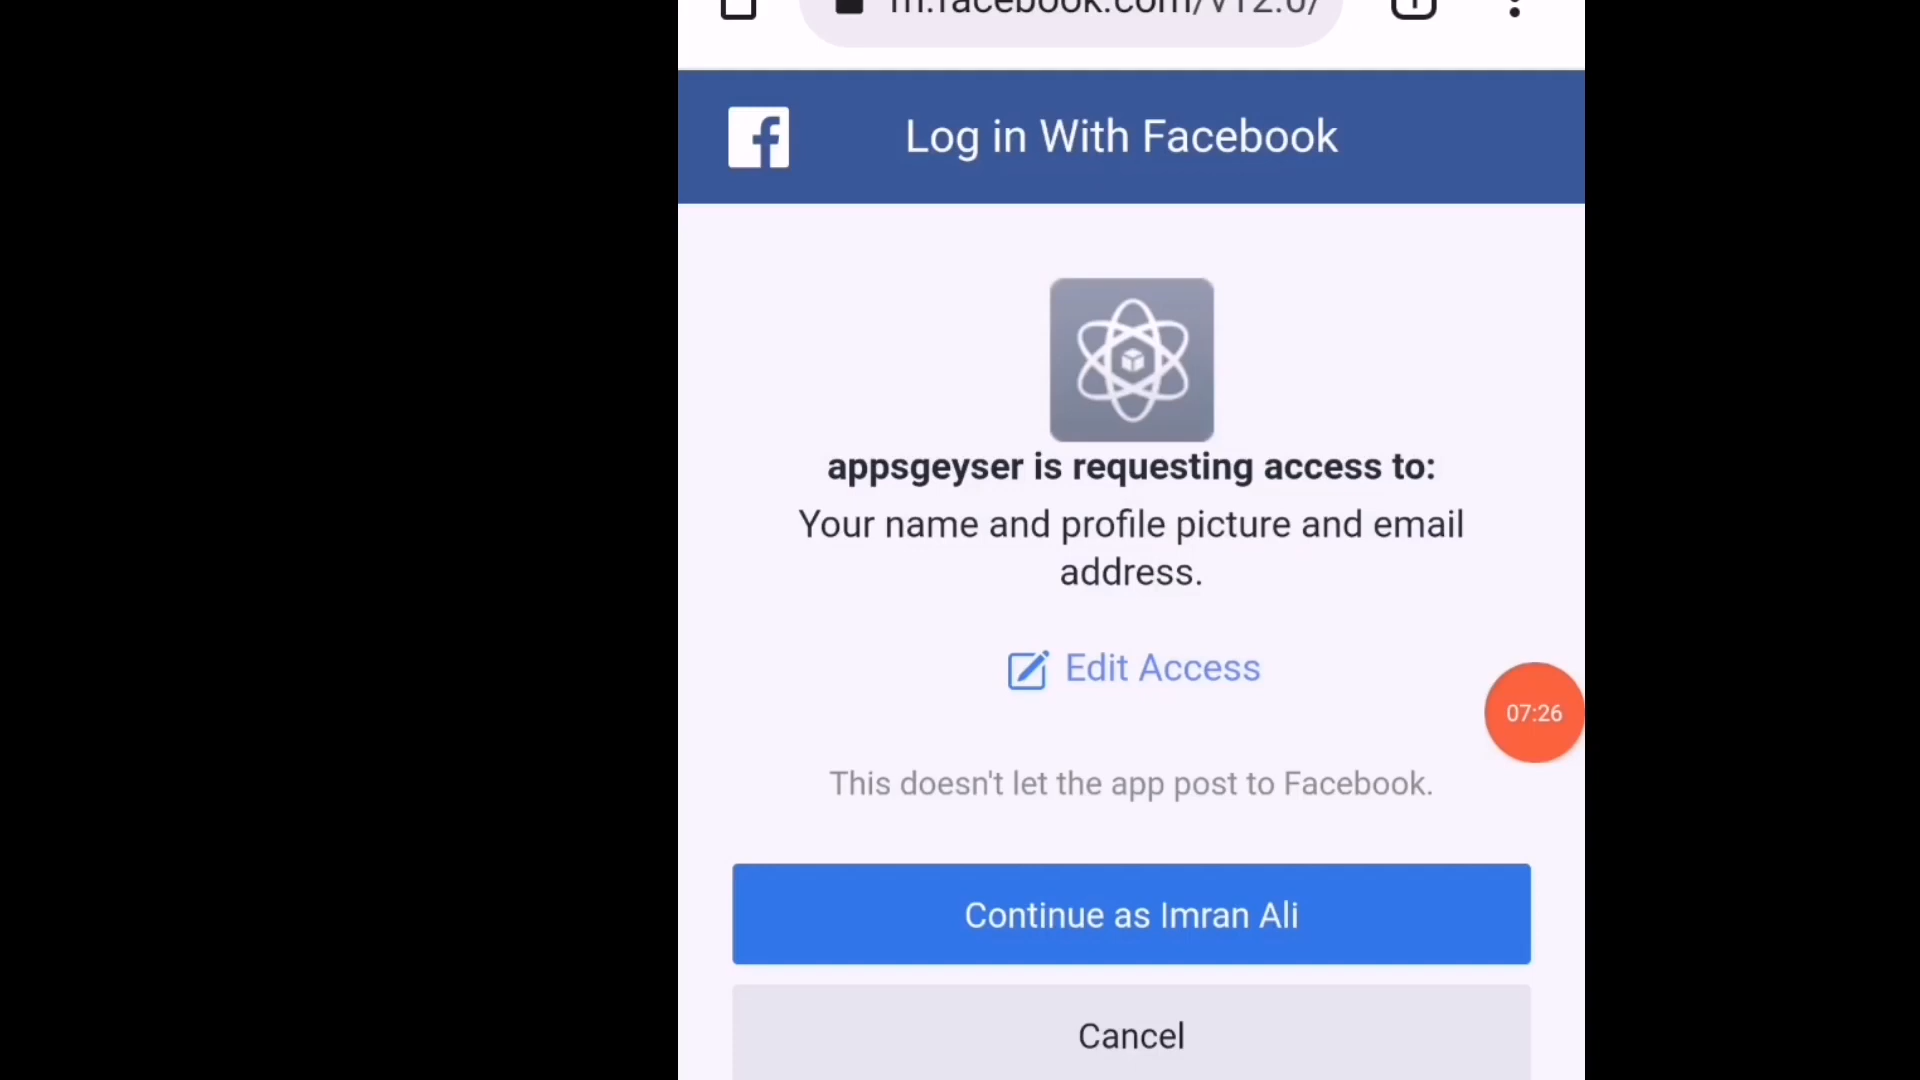 m.facebook.com/v12.0/
Log in With Facebook
appsgeyser is requesting access to:
Your name and profile picture and email
address.
Edit Access
07:26
This doesn't let the app post to Facebook.
Continue as Imran Ali
Cancel